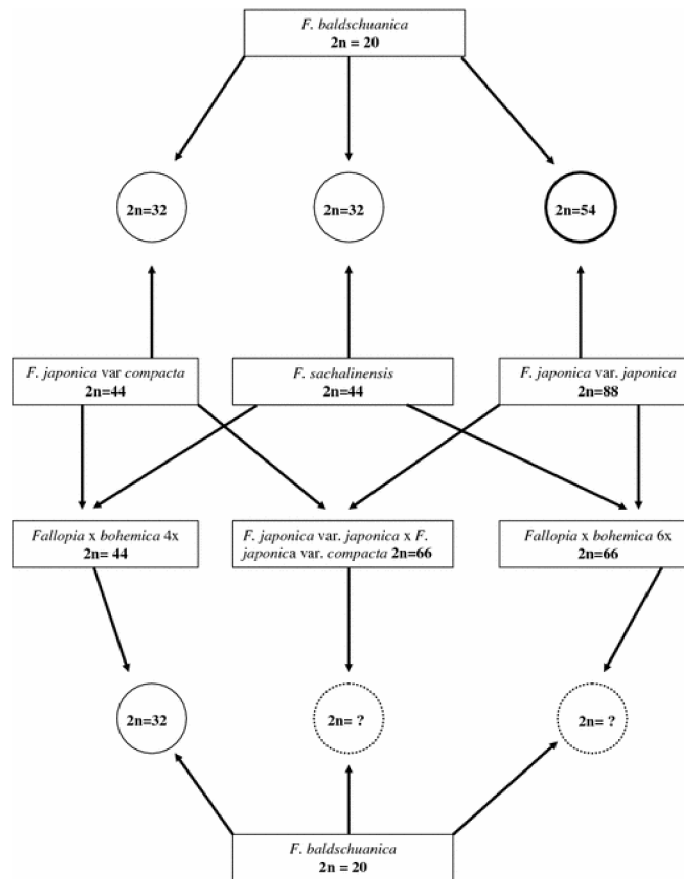 F. baldschuanica
2n = 20
2n=32
2n=32
2n=54
F. japonica var compacta
2n=44
F. sachalinensis
2n=44
F. japonica var. japonica
2n=88
Fallopia x bohemica 4x
2n= 44
F. japonica var. japonica x F.
japonica var. compacta 2n=66
Fallopia x bohemica 6x
2n=66
2n=32
2n= ?
2n= ?
F. baldschuanica
2n = 20